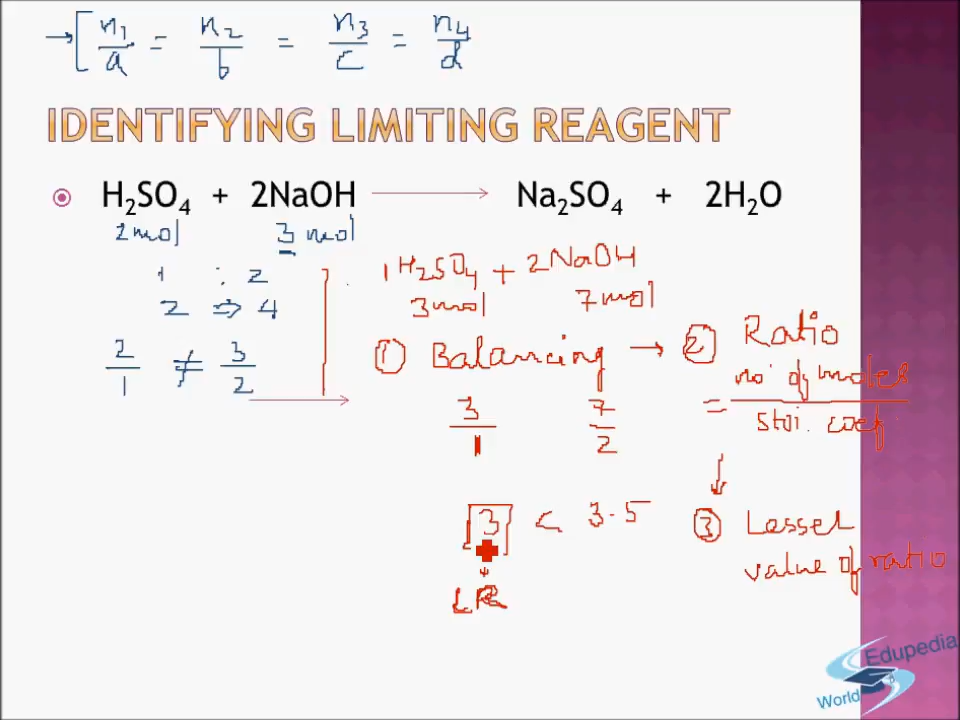 → [ n₁/a = n₂/b = n₃/c = n₄/d
IDENTIFYING LIMITING REAGENT
H₂SO₄ + 2NaOH → Na₂SO₄ + 2H₂O
2mol 3 mol
1 : 2
2 ⇒ 4
2/1 ≠ 3/2
1 H₂SO₄ + 2NaOH
3mol 7mol
① Balancing → ② Ratio
= no. of moles / stoi. coef.
3/1 7/2
3 < 3.5
↓
LR
③ Lesser
value of ratio
Edupedia
World